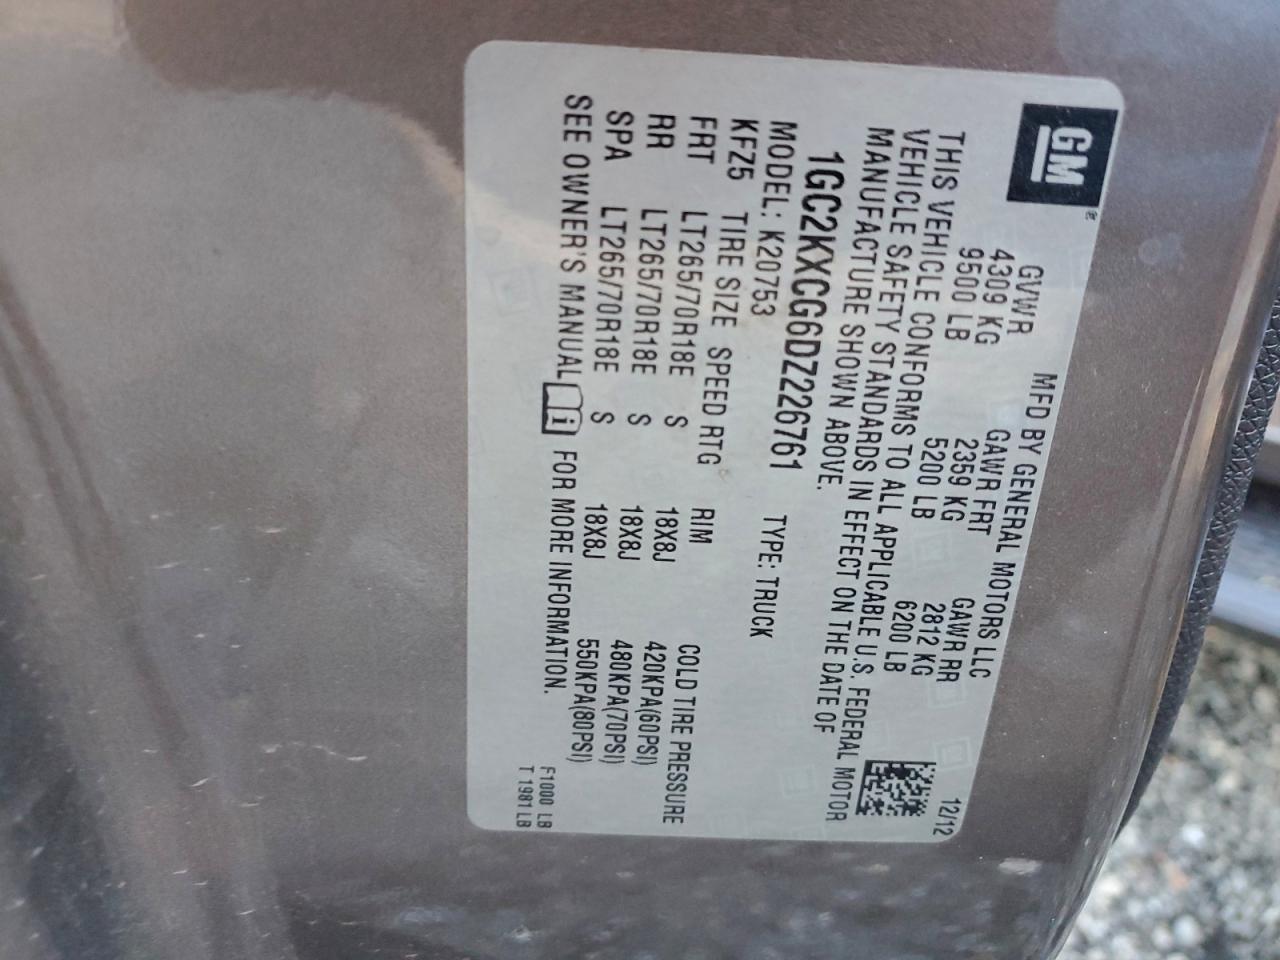 GM®
MFD BY GENERAL MOTORS LLC 12/12
GVWR GAWR FRT GAWR RR
4309 KG 2359 KG 2812 KG
9500 LB 5200 LB 6200 LB
THIS VEHICLE CONFORMS TO ALL APPLICABLE U.S. FEDERAL MOTOR
VEHICLE SAFETY STANDARDS IN EFFECT ON THE DATE OF
MANUFACTURE SHOWN ABOVE.
1GC2KXCG6DZ226761 TYPE: TRUCK
MODEL: K20753
KFZ5 TIRE SIZE SPEED RTG RIM COLD TIRE PRESSURE
FRT LT265/70R18E S 18X8J 420KPA(60PSI)
RR LT265/70R18E S 18X8J 480KPA(70PSI)
SPA LT265/70R18E S 18X8J 550KPA(80PSI)
SEE OWNER'S MANUAL i FOR MORE INFORMATION.
F1000 LB
T 1981 LB